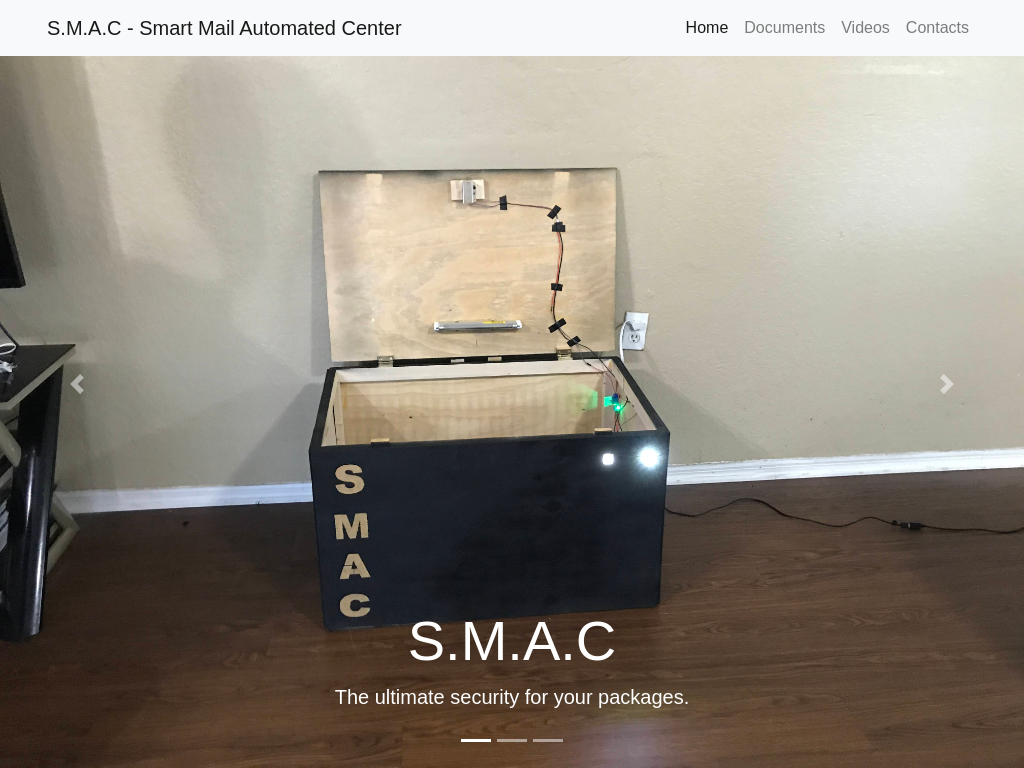 S.M.A.C - Smart Mail Automated Center
Home Documents Videos Contacts
S
M
A
C
S.M.A.C
The ultimate security for your packages.